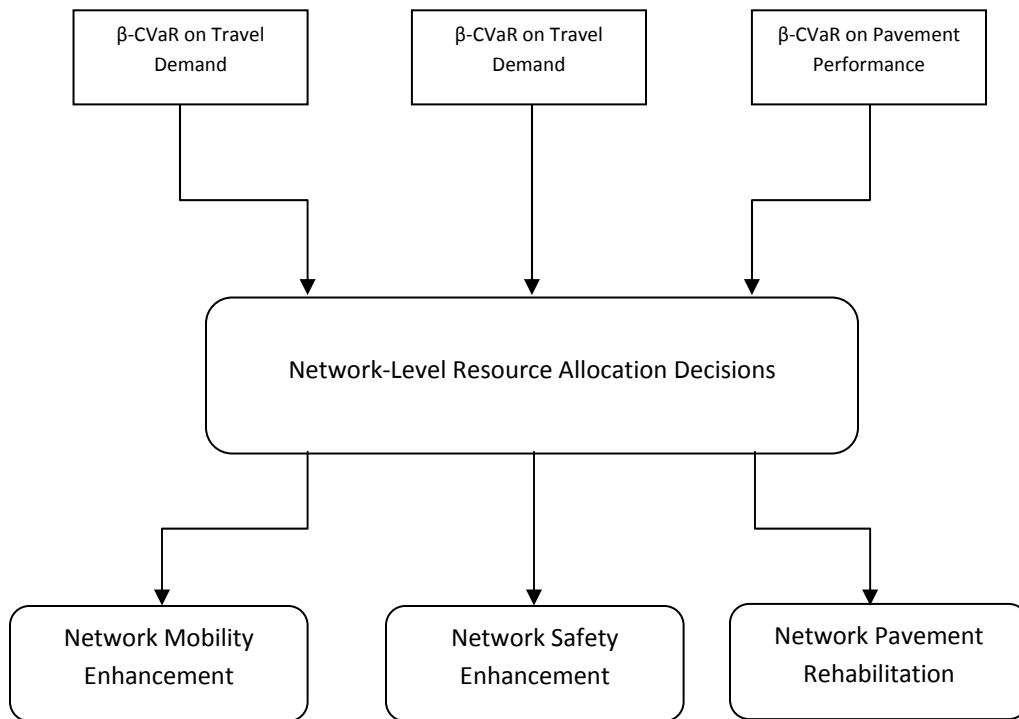 β-CVaR on Travel
Demand
β-CVaR on Travel
Demand
β-CVaR on Pavement
Performance
Network-Level Resource Allocation Decisions
Network Mobility
Enhancement
Network Safety
Enhancement
Network Pavement
Rehabilitation